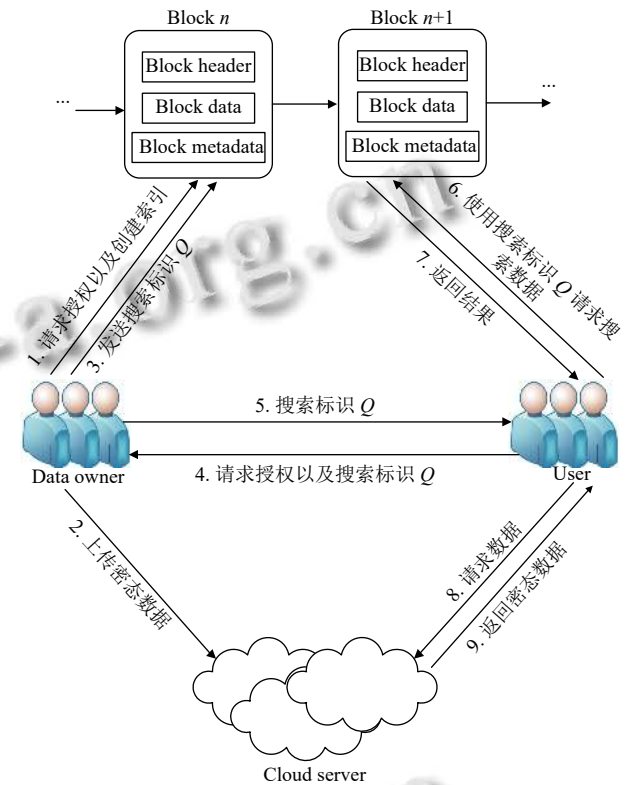 Block n
Block n+1
Block header
Block data
Block metadata
Block header
Block data
Block metadata
...
...
1. 请求授权以及创建索引
3. 发送搜索标识 Q
6. 使用搜索标识 Q 请求搜
索数据
7. 返回结果
5. 搜索标识 Q
4. 请求授权以及搜索标识 Q
Data owner
User
2. 上传密态数据
8. 请求数据
9. 返回密态数据
Cloud server
a.org.cn